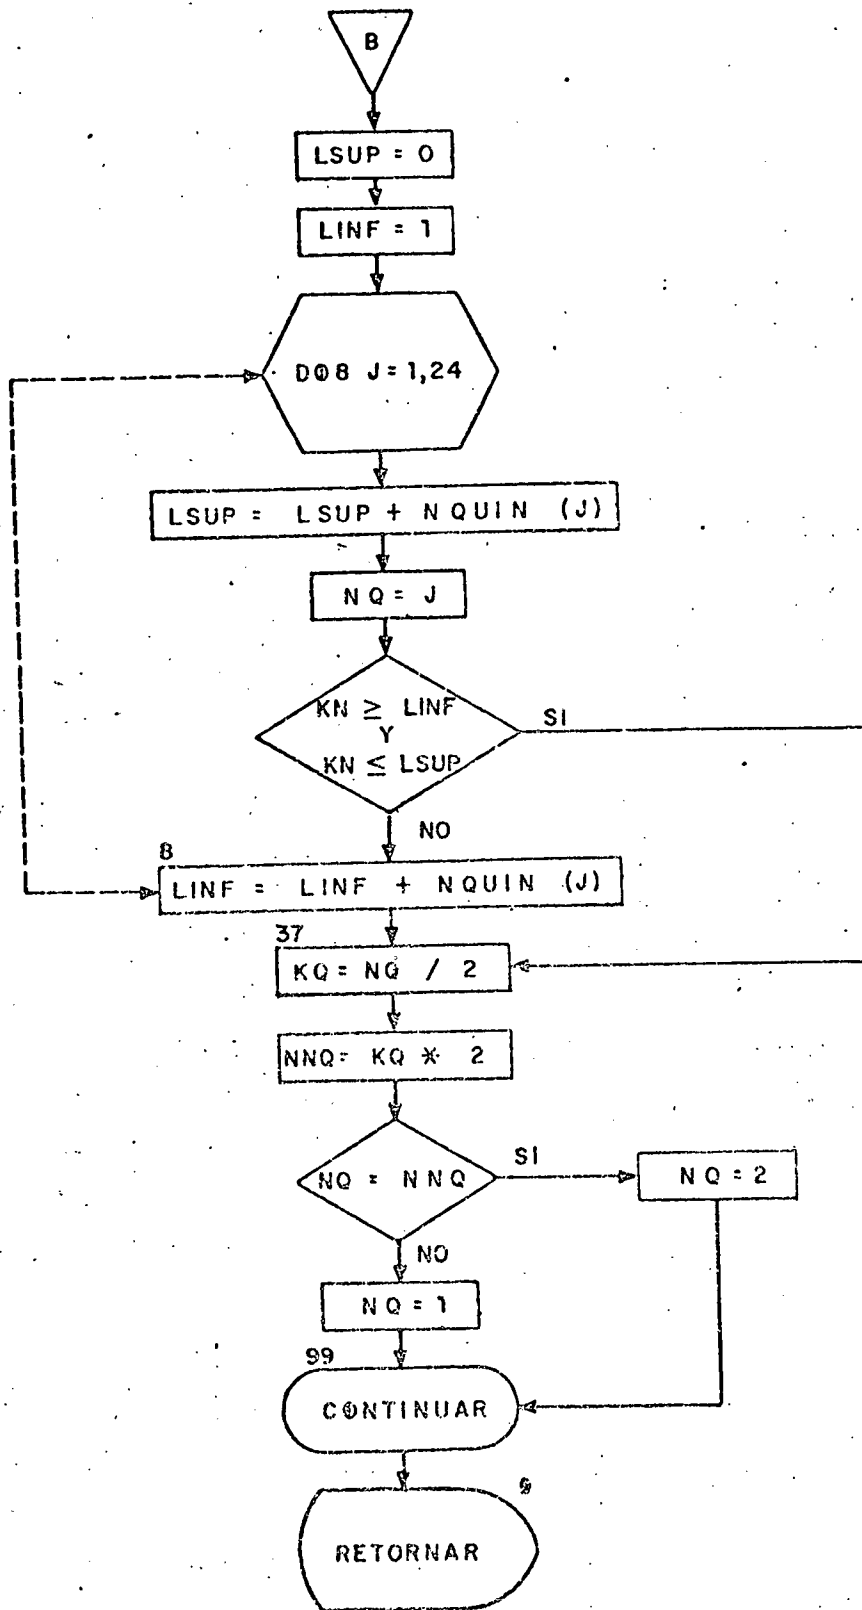 B
LSUP = 0
LINF = 1
DO8 J=1,24
LSUP = LSUP + NQUIN (J)
NQ = J
KN ≥ LINF
Y
KN ≤ LSUP
SI
NO
8
LINF = LINF + NQUIN (J)
37
KQ = NQ / 2
NNQ = KQ * 2
NQ = NNQ
SI
NQ = 2
NO
NQ = 1
99
CONTINUAR
RETORNAR